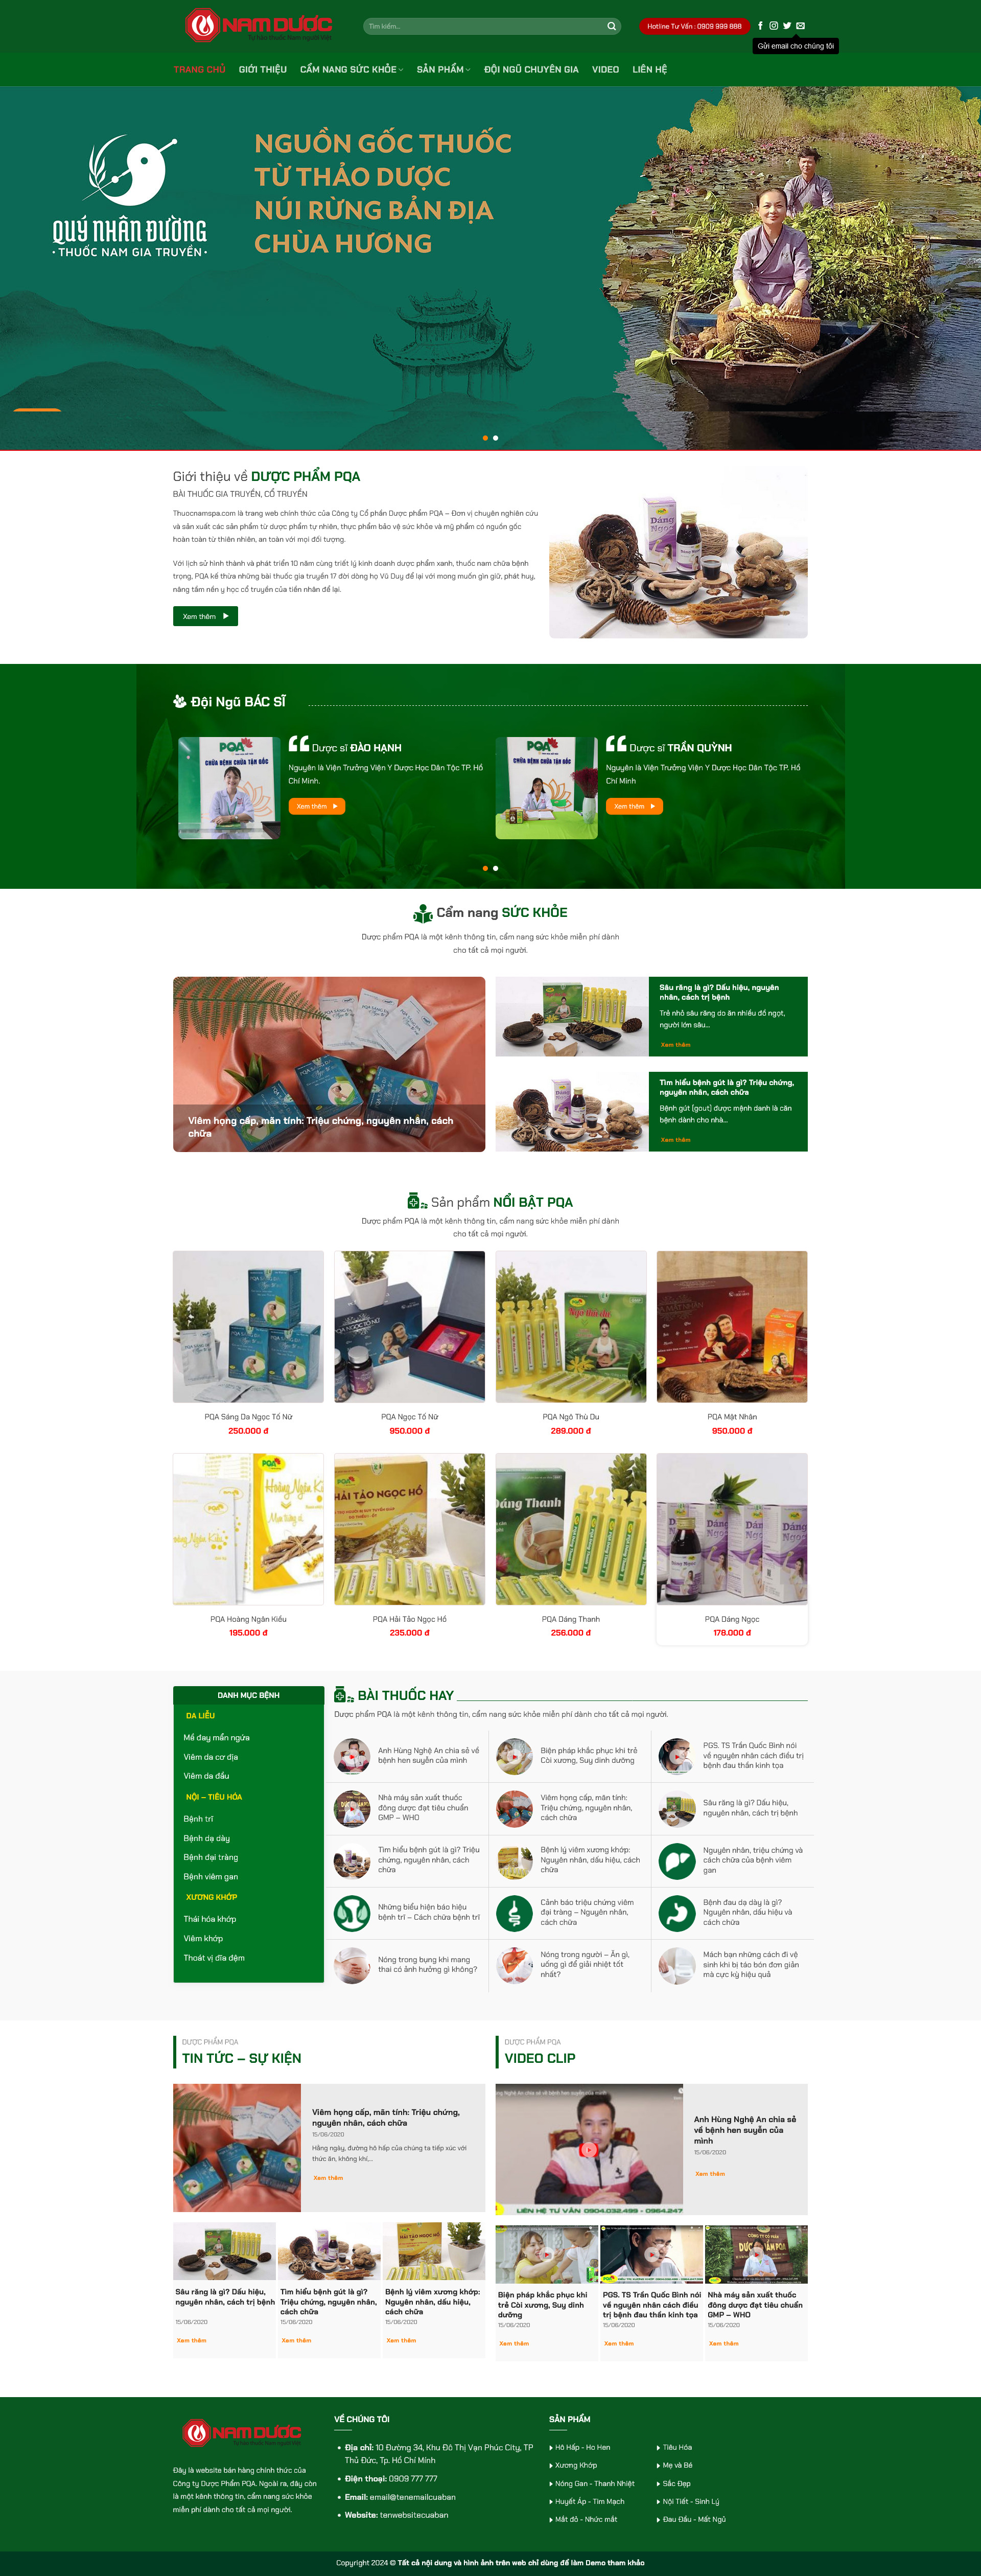 NAM DƯỢC
Tìm kiếm...
Hotline Tư Vấn : 0909 999 888
Gửi email cho chúng tôi
TRANG CHỦ
GIỚI THIỆU
CẨM NANG SỨC KHỎE
SẢN PHẨM
ĐỘI NGŨ CHUYÊN GIA
VIDEO
LIÊN HỆ
QUÝ NHÂN ĐƯỜNG
• THUỐC NAM GIA TRUYỀN •
NGUỒN GỐC THUỐC
TỪ THẢO DƯỢC
NÚI RỪNG BẢN ĐỊA
CHÙA HƯƠNG
Giới thiệu về DƯỢC PHẨM PQA
BÀI THUỐC GIA TRUYỀN, CỔ TRUYỀN
Thuocnamspa.com là trang web chính thức của Công ty Cổ phần Dược phẩm PQA – Đơn vị chuyên nghiên cứu
và sản xuất các sản phẩm từ dược phẩm tự nhiên, thực phẩm bảo vệ sức khỏe và mỹ phẩm có nguồn gốc
hoàn toàn từ thiên nhiên, an toàn với mọi đối tượng.
Với lịch sử hình thành và phát triển 10 năm cùng triết lý kinh doanh dược phẩm xanh, thuốc nam chữa bệnh
trọng, PQA kế thừa những bài thuốc gia truyền 17 đời dòng họ Vũ Duy để lại với mong muốn gìn giữ, phát huy,
nâng tầm nền y học cổ truyền của tiền nhân để lại.
Xem thêm
Đội Ngũ BÁC SĨ
Dược sĩ ĐÀO HẠNH
Nguyên là Viện Trưởng Viện Y Dược Học Dân Tộc TP. Hồ
Chí Minh.
Xem thêm
Dược sĩ TRẦN QUỲNH
Nguyên là Viện Trưởng Viện Y Dược Học Dân Tộc TP. Hồ
Chí Minh
Xem thêm
Cẩm nang SỨC KHỎE
Dược phẩm PQA là một kênh thông tin, cẩm nang sức khỏe miễn phí dành
cho tất cả mọi người.
Viêm họng cấp, mãn tính: Triệu chứng, nguyên nhân, cách
chữa
Sâu răng là gì? Dấu hiệu, nguyên
nhân, cách trị bệnh
Trẻ nhỏ sâu răng do ăn nhiều đồ ngọt,
người lớn sâu...
Xem thêm
Tìm hiểu bệnh gút là gì? Triệu chứng,
nguyên nhân, cách chữa
Bệnh gút (gout) được mệnh danh là căn
bệnh dành cho nhà...
Xem thêm
Sản phẩm NỔI BẬT PQA
Dược phẩm PQA là một kênh thông tin, cẩm nang sức khỏe miễn phí dành
cho tất cả mọi người.
PQA Sáng Da Ngọc Tố Nữ
250.000 đ
PQA Ngọc Tố Nữ
950.000 đ
PQA Ngô Thù Du
289.000 đ
PQA Mật Nhân
950.000 đ
PQA Hoàng Ngân Kiều
195.000 đ
PQA Hải Tảo Ngọc Hồ
235.000 đ
PQA Dáng Thanh
256.000 đ
PQA Dáng Ngọc
178.000 đ
DANH MỤC BỆNH
DA LIỄU
Mề đay mẩn ngứa
Viêm da cơ địa
Viêm da dầu
NỘI – TIÊU HÓA
Bệnh trĩ
Bệnh dạ dày
Bệnh đại tràng
Bệnh viêm gan
XƯƠNG KHỚP
Thái hóa khớp
Viêm khớp
Thoát vị đĩa đệm
BÀI THUỐC HAY
Dược phẩm PQA là một kênh thông tin, cẩm nang sức khỏe miễn phí dành cho tất cả mọi người.
Anh Hùng Nghệ An chia sẻ về
bệnh hen suyễn của mình
Biện pháp khắc phục khi trẻ
Còi xương, Suy dinh dưỡng
PGS. TS Trần Quốc Bình nói
về nguyên nhân cách điều trị
bệnh đau thần kinh tọa
Nhà máy sản xuất thuốc
đông dược đạt tiêu chuẩn
GMP – WHO
Viêm họng cấp, mãn tính:
Triệu chứng, nguyên nhân,
cách chữa
Sâu răng là gì? Dấu hiệu,
nguyên nhân, cách trị bệnh
Tìm hiểu bệnh gút là gì? Triệu
chứng, nguyên nhân, cách
chữa
Bệnh lý viêm xương khớp:
Nguyên nhân, dấu hiệu, cách
chữa
Nguyên nhân, triệu chứng và
cách chữa của bệnh viêm
gan
Những biểu hiện báo hiệu
bệnh trĩ – Cách chữa bệnh trĩ
Cảnh báo triệu chứng viêm
đại tràng – Nguyên nhân,
cách chữa
Bệnh đau dạ dày là gì?
Nguyên nhân, dấu hiệu và
cách chữa
Nóng trong bụng khi mang
thai có ảnh hưởng gì không?
Nóng trong người – Ăn gì,
uống gì để giải nhiệt tốt
nhất?
Mách bạn những cách đi vệ
sinh khi bị táo bón đơn giản
mà cực kỳ hiệu quả
DƯỢC PHẨM PQA
TIN TỨC – SỰ KIỆN
Viêm họng cấp, mãn tính: Triệu chứng,
nguyên nhân, cách chữa
15/06/2020
Hằng ngày, đường hô hấp của chúng ta tiếp xúc với
thức ăn, không khí,...
Xem thêm
Sâu răng là gì? Dấu hiệu,
nguyên nhân, cách trị bệnh
15/06/2020
Xem thêm
Tìm hiểu bệnh gút là gì?
Triệu chứng, nguyên nhân,
cách chữa
15/06/2020
Xem thêm
Bệnh lý viêm xương khớp:
Nguyên nhân, dấu hiệu,
cách chữa
15/06/2020
Xem thêm
DƯỢC PHẨM PQA
VIDEO CLIP
LIÊN HỆ TƯ VẤN 0904.032.499 - 0964.247
Anh Hùng Nghệ An chia sẻ
về bệnh hen suyễn của
mình
15/06/2020
Xem thêm
Biện pháp khắc phục khi
trẻ Còi xương, Suy dinh
dưỡng
15/06/2020
Xem thêm
PGS. TS Trần Quốc Bình nói
về nguyên nhân cách điều
trị bệnh đau thần kinh tọa
15/06/2020
Xem thêm
Nhà máy sản xuất thuốc
đông dược đạt tiêu chuẩn
GMP – WHO
15/06/2020
Xem thêm
NAM DƯỢC
Đây là website bán hàng chính thức của
Công ty Dược Phẩm PQA. Ngoài ra, đây còn
là một kênh thông tin, cẩm nang sức khỏe
miễn phí dành cho tất cả mọi người.
VỀ CHÚNG TÔI
Địa chỉ: 10 Đường 34, Khu Đô Thị Vạn Phúc City, TP
Thủ Đức, Tp. Hồ Chí Minh
Điện thoại: 0909 777 777
Email: email@tenemailcuaban
Website: tenwebsitecuaban
SẢN PHẨM
Hô Hấp - Ho Hen
Xương Khớp
Nóng Gan - Thanh Nhiệt
Huyết Áp - Tim Mạch
Mắt đỏ - Nhức mắt
Tiêu Hóa
Mẹ và Bé
Sắc Đẹp
Nội Tiết - Sinh Lý
Đau Đầu - Mất Ngủ
Copyright 2024 © Tất cả nội dung và hình ảnh trên web chỉ dùng để làm Demo tham khảo